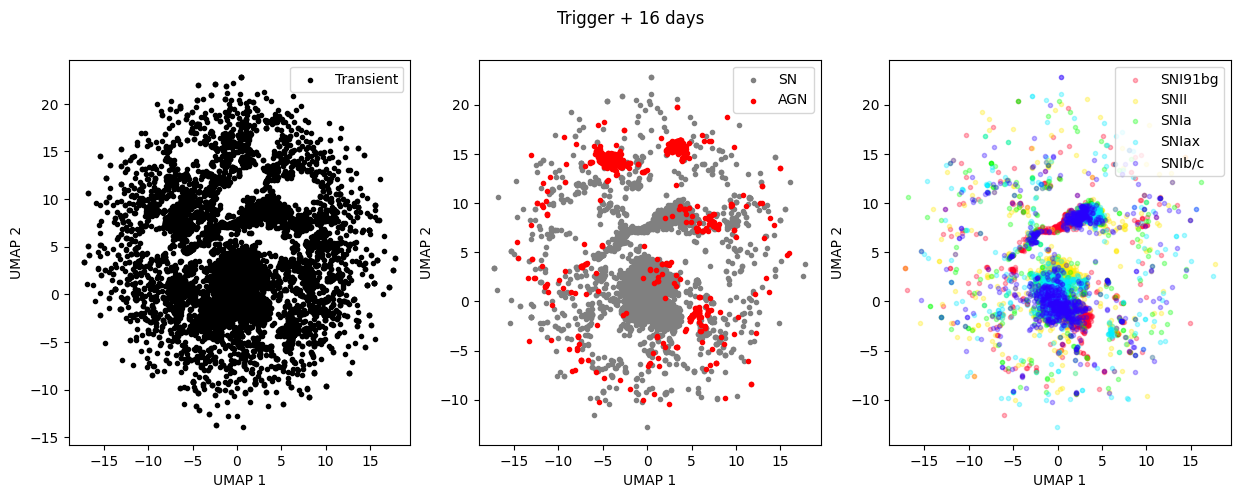 Trigger + 16 days
Transient
UMAP 2
20
15
10
5
0
−5
−10
−15
−15 −10 −5 0 5 10 15
UMAP 1
SN
AGN
UMAP 2
20
15
10
5
0
−5
−10
−15 −10 −5 0 5 10 15
UMAP 1
SNI91bg
SNII
SNIa
SNIax
SNIb/c
UMAP 2
20
15
10
5
0
−5
−10
−15 −10 −5 0 5 10 15
UMAP 1